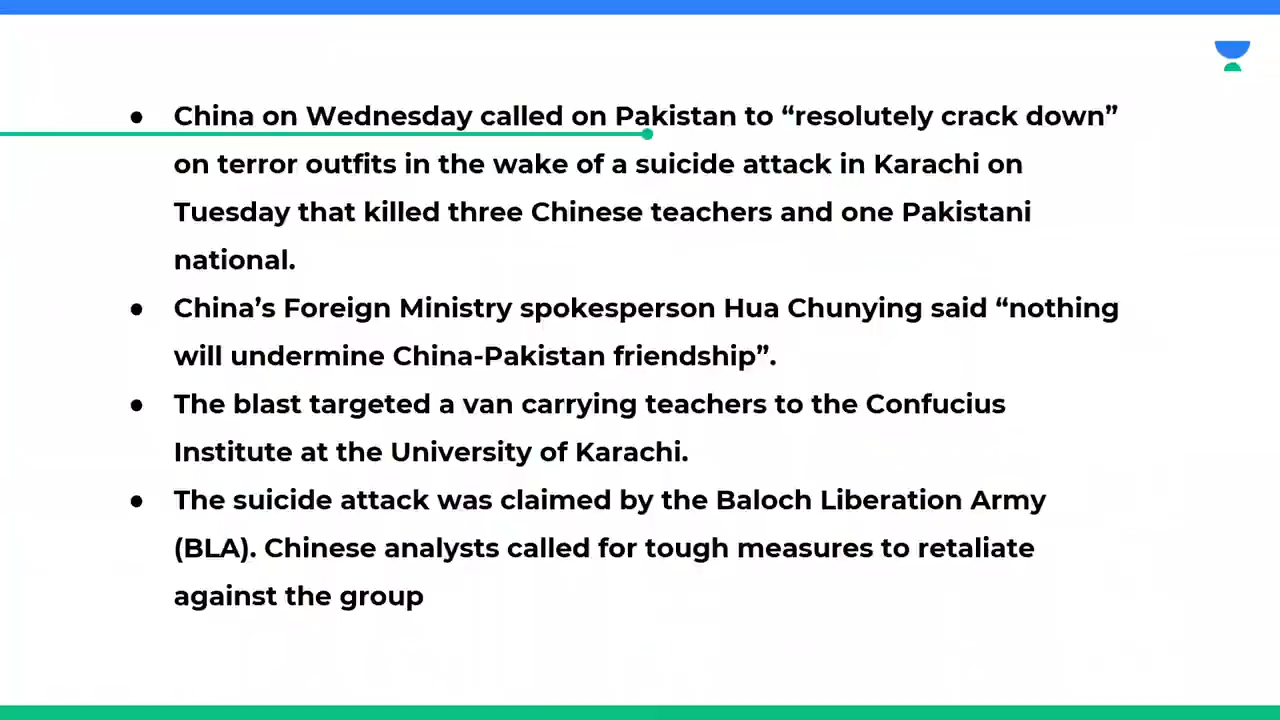 ● China on Wednesday called on Pakistan to “resolutely crack down”
on terror outfits in the wake of a suicide attack in Karachi on
Tuesday that killed three Chinese teachers and one Pakistani
national.
● China’s Foreign Ministry spokesperson Hua Chunying said “nothing
will undermine China-Pakistan friendship”.
● The blast targeted a van carrying teachers to the Confucius
Institute at the University of Karachi.
● The suicide attack was claimed by the Baloch Liberation Army
(BLA). Chinese analysts called for tough measures to retaliate
against the group